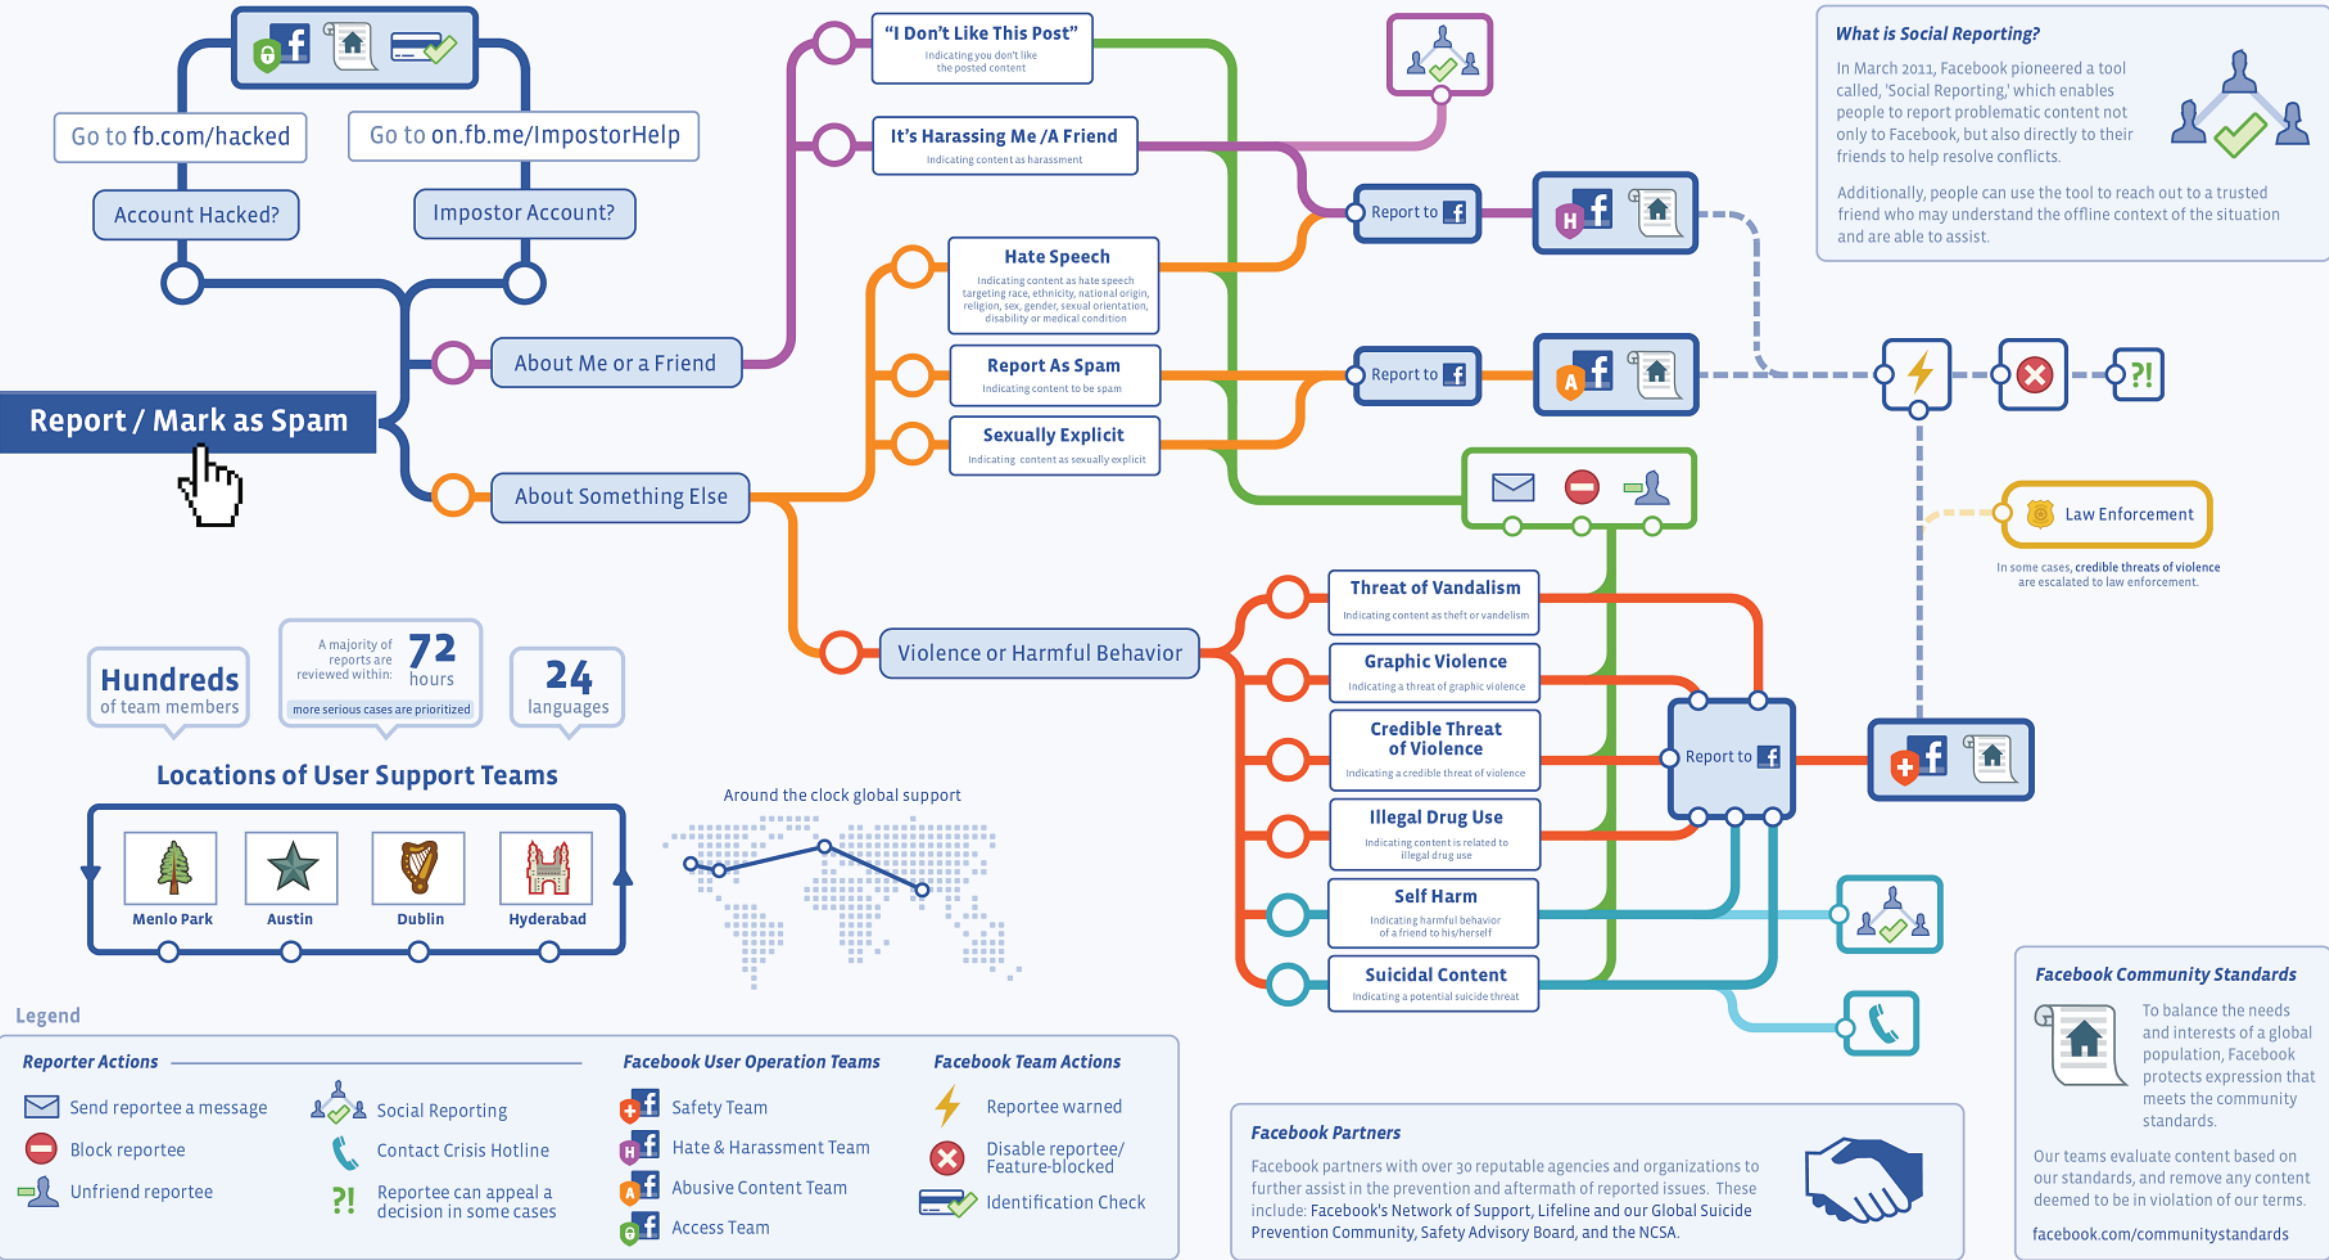 Go to fb.com/hacked
Go to on.fb.me/ImpostorHelp
Account Hacked?
Impostor Account?
Report / Mark as Spam
About Me or a Friend
About Something Else
"I Don't Like This Post"
Indicating you don't like
the posted content
It's Harassing Me /A Friend
Indicating content as harassment
Hate Speech
Indicating content as hate speech
targeting race, ethnicity, national origin,
religion, sex, gender, sexual orientation,
disability or medical condition
Report As Spam
Indicating content to be spam
Sexually Explicit
Indicating content as sexually explicit
Report to f
H f
Report to f
A f
What is Social Reporting?
In March 2011, Facebook pioneered a tool
called, 'Social Reporting,' which enables
people to report problematic content not
only to Facebook, but also directly to their
friends to help resolve conflicts.
Additionally, people can use the tool to reach out to a trusted
friend who may understand the offline context of the situation
and are able to assist.
?!
Law Enforcement
In some cases, credible threats of violence
are escalated to law enforcement.
Violence or Harmful Behavior
Threat of Vandalism
Indicating content as theft or vandelism
Graphic Violence
Indicating a threat of graphic violence
Credible Threat
of Violence
Indicating a credible threat of violence
Illegal Drug Use
Indicating content is related to
illegal drug use
Self Harm
Indicating harmful behavior
of a friend to his/herself
Suicidal Content
Indicating a potential suicide threat
Report to f
f
Hundreds
of team members
A majority of
reports are
reviewed within:
72
hours
more serious cases are prioritized
24
languages
Locations of User Support Teams
Menlo Park
Austin
Dublin
Hyderabad
Around the clock global support
Legend
Reporter Actions
Send reportee a message
Block reportee
Unfriend reportee
Social Reporting
Contact Crisis Hotline
?! Reportee can appeal a
decision in some cases
Facebook User Operation Teams
f Safety Team
H f Hate & Harassment Team
A f Abusive Content Team
f Access Team
Facebook Team Actions
Reportee warned
Disable reportee/
Feature-blocked
Identification Check
Facebook Partners
Facebook partners with over 30 reputable agencies and organizations to
further assist in the prevention and aftermath of reported issues. These
include: Facebook's Network of Support, Lifeline and our Global Suicide
Prevention Community, Safety Advisory Board, and the NCSA.
Facebook Community Standards
To balance the needs
and interests of a global
population, Facebook
protects expression that
meets the community
standards.
Our teams evaluate content based on
our standards, and remove any content
deemed to be in violation of our terms.
facebook.com/communitystandards